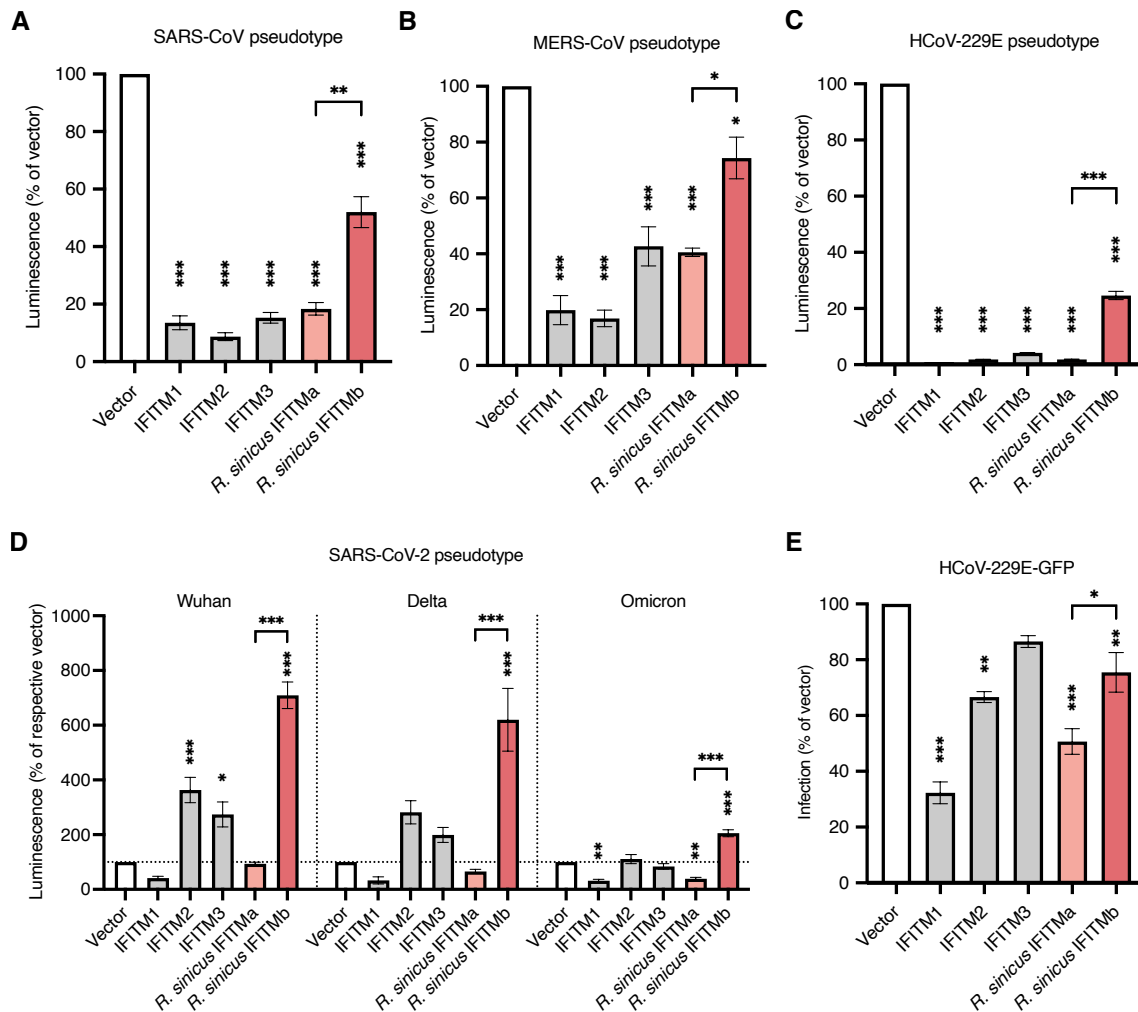 A
SARS-CoV pseudotype
Luminescence (% of vector)
100
80
60
40
20
0
**
***
***
***
***
***
Vector
IFITM1
IFITM2
IFITM3
R. sinicus IFITMa
R. sinicus IFITMb
B
MERS-CoV pseudotype
Luminescence (% of vector)
100
80
60
40
20
0
*
***
***
***
***
*
Vector
IFITM1
IFITM2
IFITM3
R. sinicus IFITMa
R. sinicus IFITMb
C
HCoV-229E pseudotype
Luminescence (% of vector)
100
80
60
40
20
0
***
***
***
***
***
***
Vector
IFITM1
IFITM2
IFITM3
R. sinicus IFITMa
R. sinicus IFITMb
D
SARS-CoV-2 pseudotype
Luminescence (% of respective vector)
1000
800
600
400
200
0
Wuhan
***
***
*
***
Vector
IFITM1
IFITM2
IFITM3
R. sinicus IFITMa
R. sinicus IFITMb
Delta
***
***
Vector
IFITM1
IFITM2
IFITM3
R. sinicus IFITMa
R. sinicus IFITMb
Omicron
***
**
**
***
Vector
IFITM1
IFITM2
IFITM3
R. sinicus IFITMa
R. sinicus IFITMb
E
HCoV-229E-GFP
Infection (% of vector)
100
80
60
40
20
0
*
***
**
***
**
Vector
IFITM1
IFITM2
IFITM3
R. sinicus IFITMa
R. sinicus IFITMb